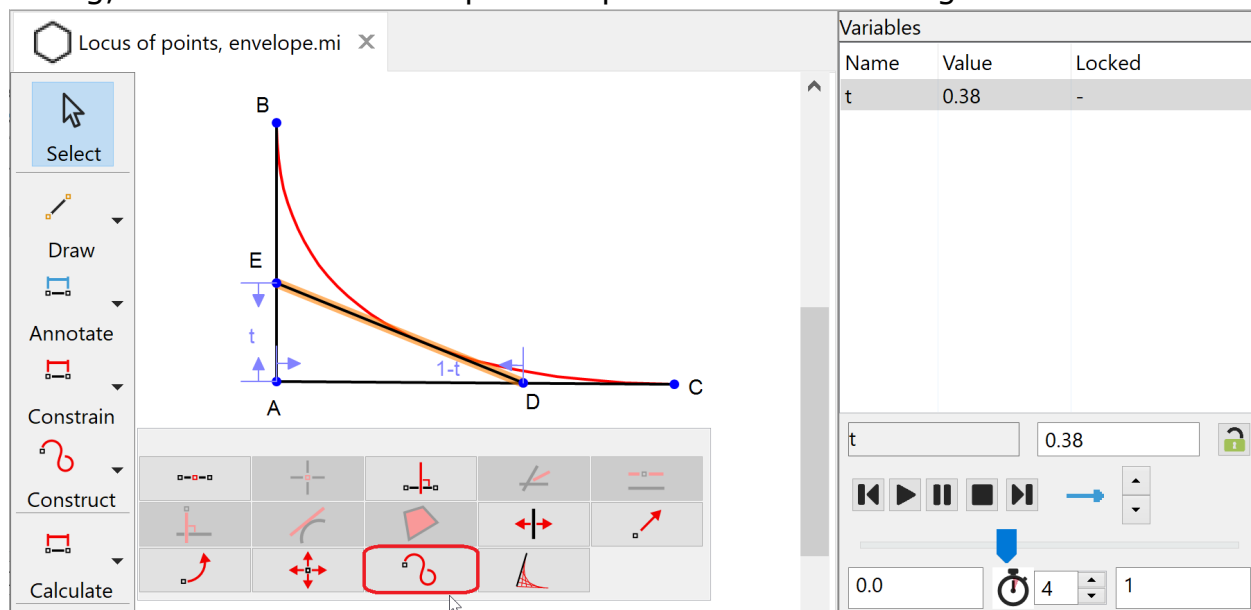 Locus of points, envelope.mi
Variables
Name Value Locked
t 0.38 -
Select
Draw
Annotate
Constrain
Construct
Calculate
B
E
t
1-t
A
D
C
t 0.38
0.0 4 1